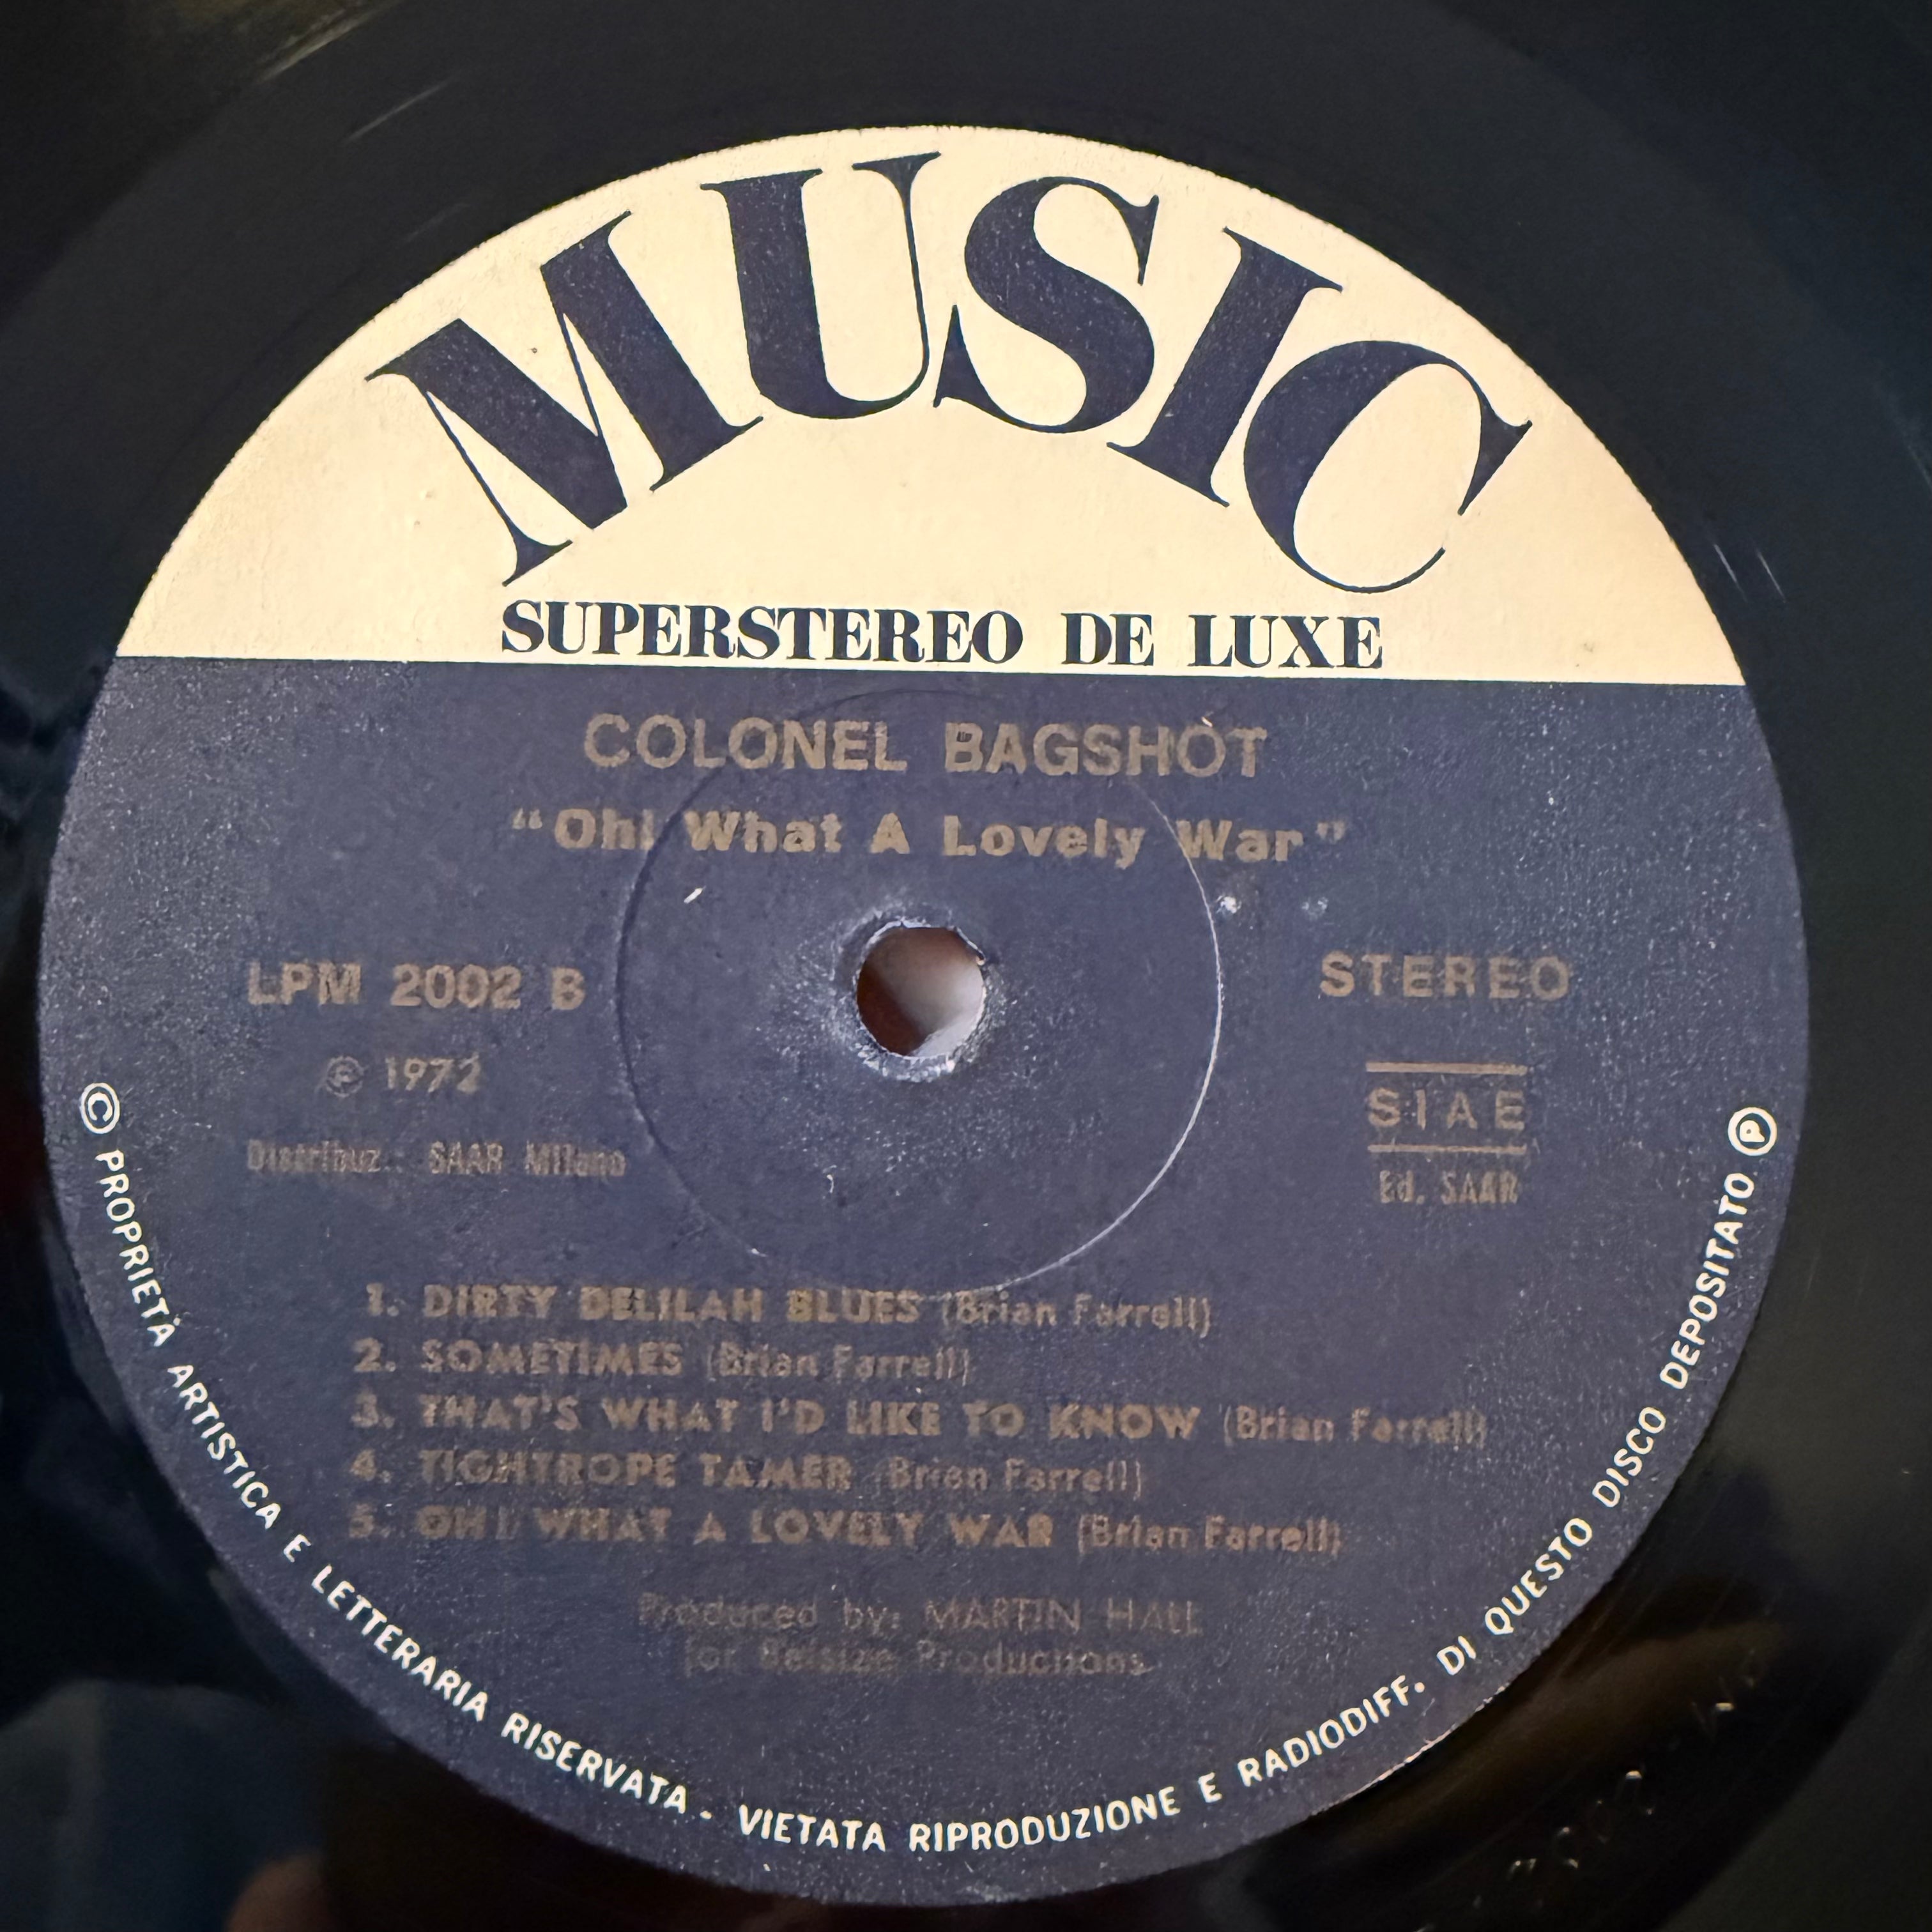 MUSIC
SUPERSTEREO DE LUXE
COLONEL BAGSHOT
"Oh! What A Lovely War"
LPM 2002 B
STEREO
℗ 1972
SIAE
Distribuz.: SAAR Milano
Ed. SAAR
1. DIRTY DELILAH BLUES (Brian Farrell)
2. SOMETIMES (Brian Farrell)
3. THAT'S WHAT I'D LIKE TO KNOW (Brian Farrell)
4. TIGHTROPE TAMER (Brian Farrell)
5. OH! WHAT A LOVELY WAR (Brian Farrell)
Produced by: MARTIN HALL
for Belsize Productions
© PROPRIETÀ ARTISTICA E LETTERARIA RISERVATA - VIETATA RIPRODUZIONE E RADIODIFF. DI QUESTO DISCO DEPOSITATO ℗